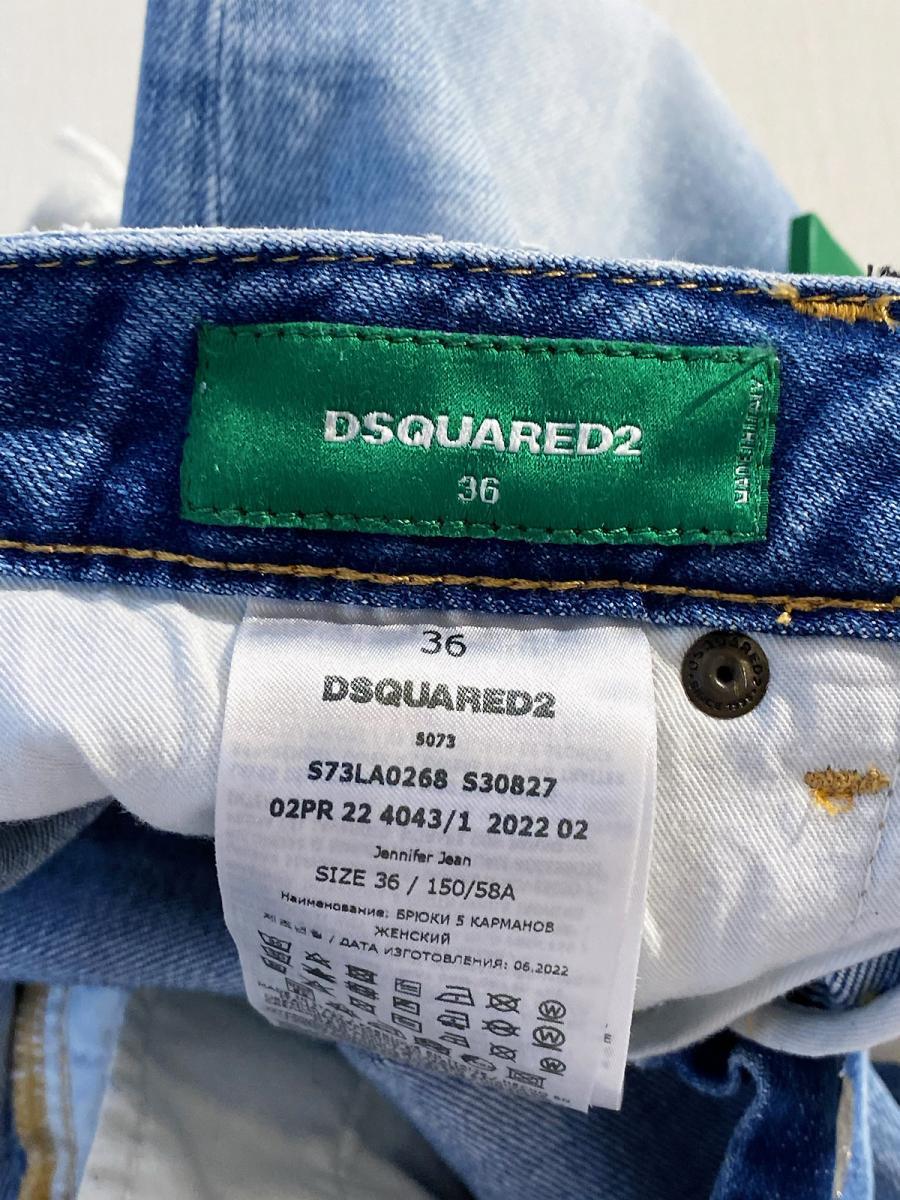 DSQUARED2
36
MADE IN ITALY
36
DSQUARED2
S073
S73LA0268 S30827
02PR 22 4043/1 2022 02
Jennifer Jean
SIZE 36 / 150/58A
Наименование: БРЮКИ 5 КАРМАНОВ
ЖЕНСКИЙ
/ ДАТА ИЗГОТОВЛЕНИЯ: 06.2022